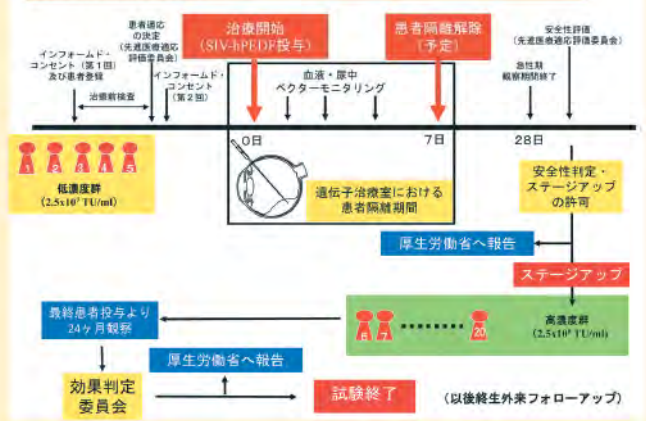 患者適応
の決定
(先進医療適応
評価委員会)
インフォームド・
コンセント(第1回)
及び患者登録
治療前検査
インフォームド・
コンセント
(第2回)
治療開始
(SIV-hPEDF投与)
血液・尿中
ベクターモニタリング
患者隔離解除
(予定)
安全性評価
(先進医療適応評価委員会)
急性期
観察期間終了
0日
7日
28日
1 2 3 4 5
低濃度群
遺伝子治療室における
患者隔離期間
安全性判定・
ステージアップ
の許可
厚生労働省へ報告
ステージアップ
6 7 ‥‥‥‥ 20
高濃度群
最終患者投与より
24ヶ月観察
厚生労働省へ報告
効果判定
委員会
試験終了
(以後終生外来フォローアップ)